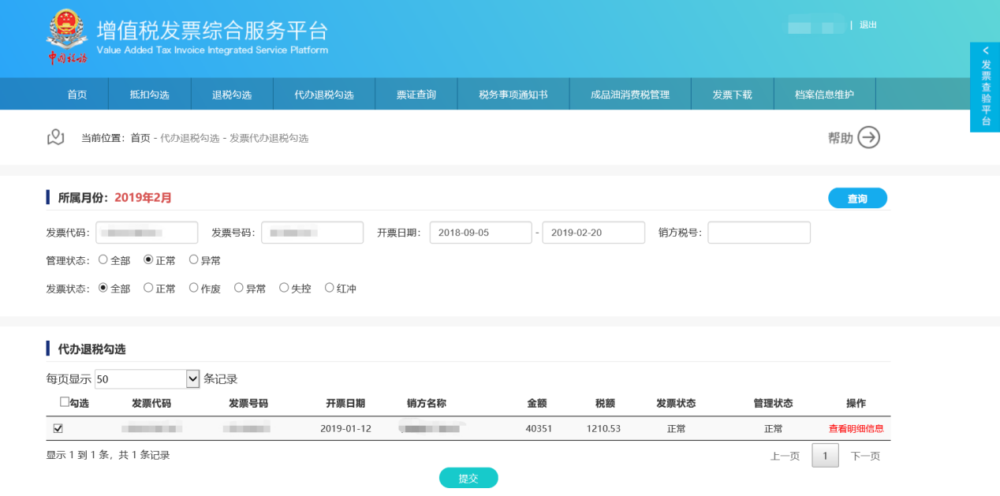 增值税发票综合服务平台
Value Added Tax Invoice Integrated Service Platform
中国税务
| 退出
< 发票查验平台
首页 抵扣勾选 退税勾选 代办退税勾选 票证查询 税务事项通知书 成品油消费税管理 发票下载 档案信息维护
当前位置：首页 - 代办退税勾选 - 发票代办退税勾选
帮助
所属月份：2019年2月
查询
发票代码： 发票号码： 开票日期： 2018-09-05 - 2019-02-20 销方税号：
管理状态： 全部 正常 异常
发票状态： 全部 正常 作废 异常 失控 红冲
代办退税勾选
每页显示 50 条记录
勾选 发票代码 发票号码 开票日期 销方名称 金额 税额 发票状态 管理状态 操作
2019-01-12 40351 1210.53 正常 正常 查看明细信息
显示 1 到 1 条，共 1 条记录
上一页 1 下一页
提交